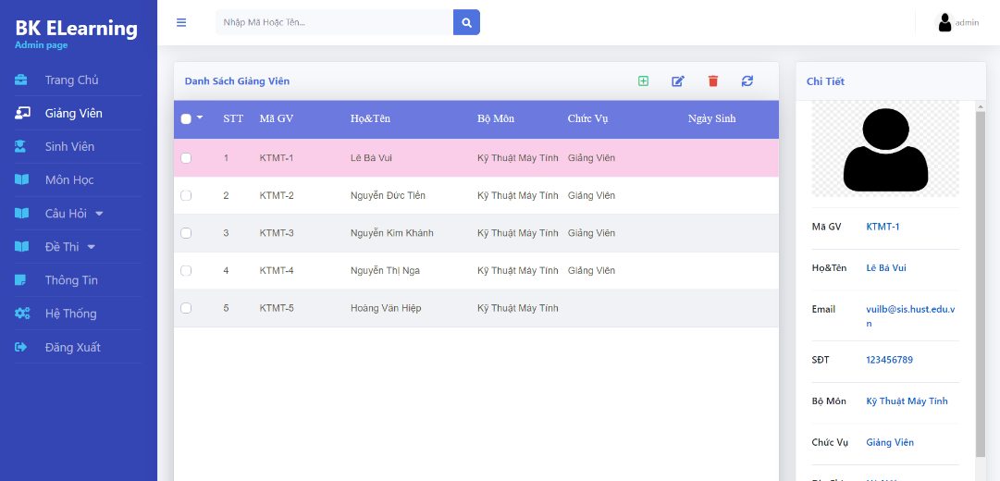 BK ELearning
Admin page
Trang Chủ
Giảng Viên
Sinh Viên
Môn Học
Câu Hỏi
Đề Thi
Thông Tin
Hệ Thống
Đăng Xuất
Nhập Mã Hoặc Tên...
admin
Danh Sách Giảng Viên
STT Mã GV Họ&Tên Bộ Môn Chức Vụ Ngày Sinh
1 KTMT-1 Lê Bá Vui Kỹ Thuật Máy Tính Giảng Viên
2 KTMT-2 Nguyễn Đức Tiến Kỹ Thuật Máy Tính Giảng Viên
3 KTMT-3 Nguyễn Kim Khánh Kỹ Thuật Máy Tính Giảng Viên
4 KTMT-4 Nguyễn Thị Nga Kỹ Thuật Máy Tính Giảng Viên
5 KTMT-5 Hoàng Văn Hiệp Kỹ Thuật Máy Tính
Chi Tiết
Mã GV KTMT-1
Họ&Tên Lê Bá Vui
Email vuilb@sis.hust.edu.v
n
SĐT 123456789
Bộ Môn Kỹ Thuật Máy Tính
Chức Vụ Giảng Viên